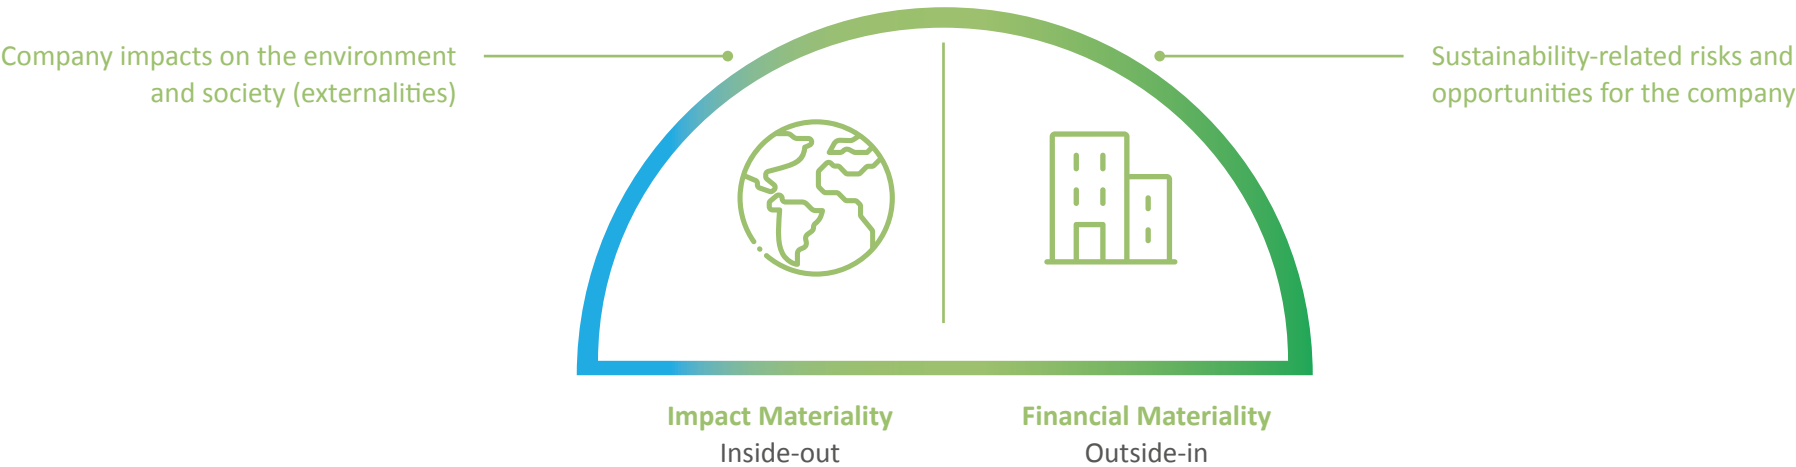 Company impacts on the environment
and society (externalities)
Sustainability-related risks and
opportunities for the company
Impact Materiality
Inside-out
Financial Materiality
Outside-in